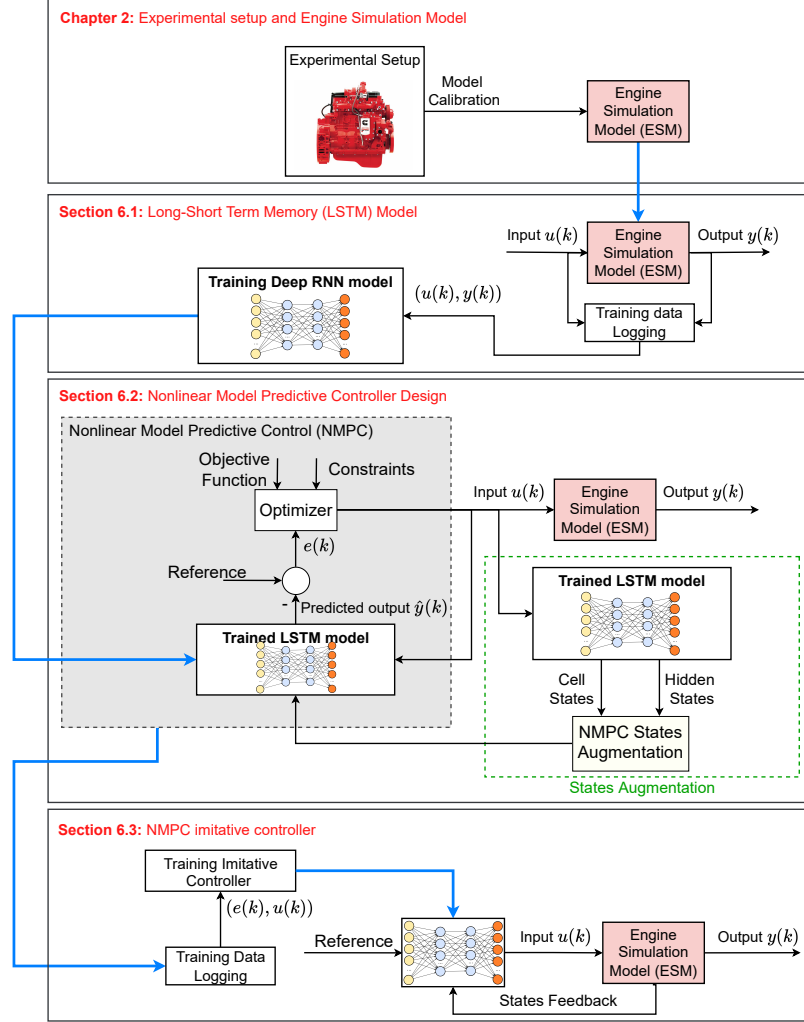 Chapter 2: Experimental setup and Engine Simulation Model
Experimental Setup
Model
Calibration
Engine
Simulation
Model (ESM)
Section 6.1: Long-Short Term Memory (LSTM) Model
Input u(k)
Engine
Simulation
Model (ESM)
Output y(k)
Training Deep RNN model
(u(k), y(k))
Training data
Logging
Section 6.2: Nonlinear Model Predictive Controller Design
Nonlinear Model Predictive Control (NMPC)
Objective
Function
Constraints
Optimizer
Input u(k)
Engine
Simulation
Model (ESM)
Output y(k)
e(k)
Reference
-
Predicted output ŷ(k)
Trained LSTM model
Trained LSTM model
Cell
States
Hidden
States
NMPC States
Augmentation
States Augmentation
Section 6.3: NMPC imitative controller
Training Imitative
Controller
(e(k), u(k))
Training Data
Logging
Reference
Input u(k)
Engine
Simulation
Model (ESM)
Output y(k)
States Feedback